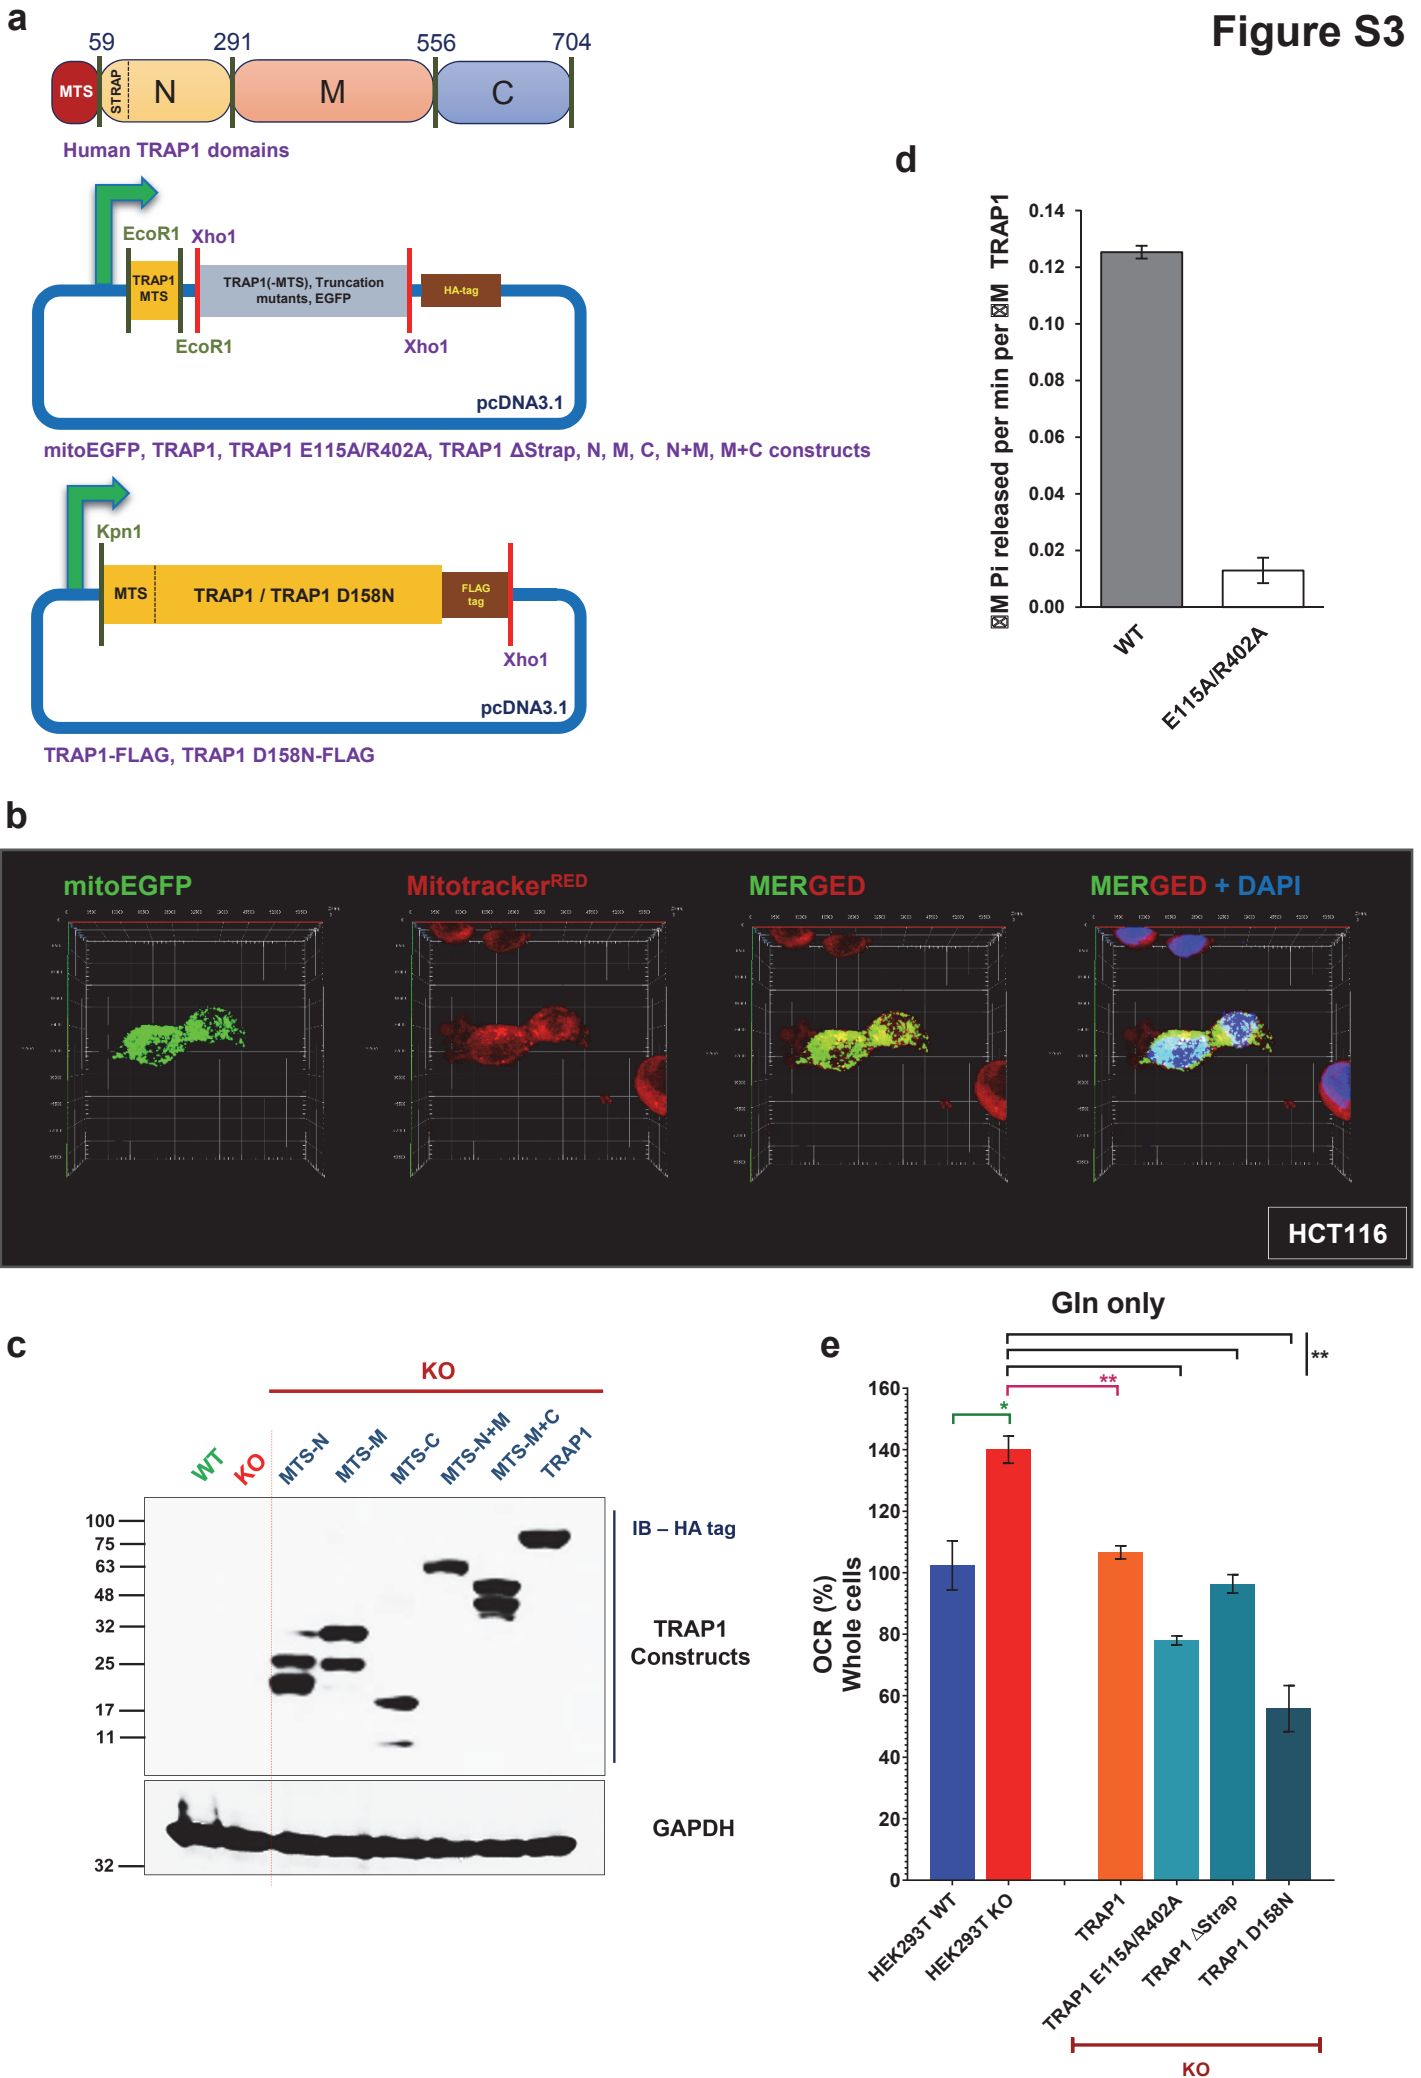 Figure S3
a
59 291 556 704
MTS STRAP N M C
Human TRAP1 domains
EcoR1 Xho1
TRAP1
MTS
TRAP1(-MTS), Truncation
mutants, EGFP
HA-tag
EcoR1 Xho1
pcDNA3.1
mitoEGFP, TRAP1, TRAP1 E115A/R402A, TRAP1 ΔStrap, N, M, C, N+M, M+C constructs
Kpn1
MTS TRAP1 / TRAP1 D158N
FLAG
tag
Xho1
pcDNA3.1
TRAP1-FLAG, TRAP1 D158N-FLAG
d
M Pi released per min per M TRAP1
0.14
0.12
0.10
0.08
0.06
0.04
0.02
0.00
WT
E115A/R402A
b
mitoEGFP MitotrackerRED MERGED MERGED + DAPI
HCT116
c
KO
WT KO MTS-N MTS-M MTS-C MTS-N+M MTS-M+C TRAP1
100
75
63
48
32
25
17
11
IB – HA tag
TRAP1
Constructs
GAPDH
32
e
Gln only
**
**
*
OCR (%)
Whole cells
160
140
120
100
80
60
40
20
0
HEK293T WT
HEK293T KO
TRAP1
TRAP1 E115A/R402A
TRAP1 ΔStrap
TRAP1 D158N
KO